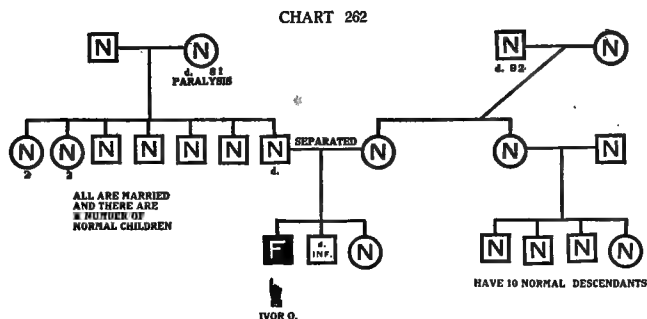 CHART 262
N N N N
d. 81 d. 92
PARALYSIS
N N N N N N N SEPARATED N N N
2 2 d.
ALL ARE MARRIED
AND THERE ARE
NUMBER OF
NORMAL CHILDREN
F d. N N N N N
INF.
HAVE 10 NORMAL DESCENDANTS
IVOR O.